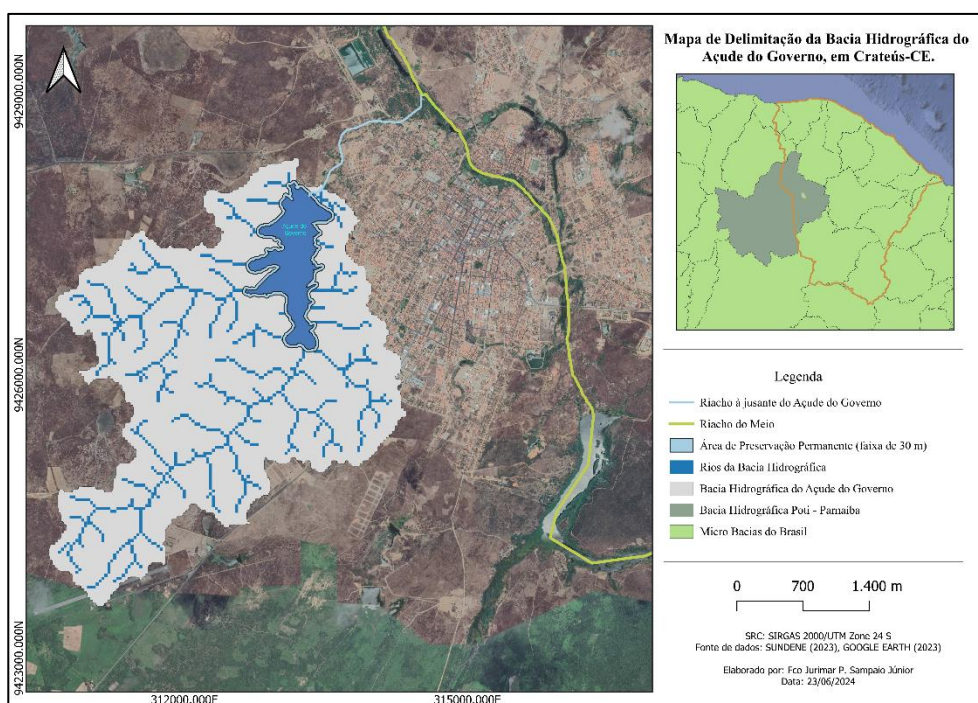 Mapa de Delimitação da Bacia Hidrográfica do
Açude do Governo, em Crateús-CE.
9429000.000N
9426000.000N
9423000.000N
312000.000E
315000.000E
Açude do
Governo
Legenda
Riacho à jusante do Açude do Governo
Riacho do Meio
Área de Preservação Permanente (faixa de 30 m)
Rios da Bacia Hidrográfica
Bacia Hidrográfica do Açude do Governo
Bacia Hidrográfica Poti - Parnaiba
Micro Bacias do Brasil
0 700 1.400 m
SRC: SIRGAS 2000/UTM Zone 24 S
Fonte de dados: SUNDENE (2023), GOOGLE EARTH (2023)
Elaborado por: Fco Jurimar P. Sampaio Júnior
Data: 23/06/2024